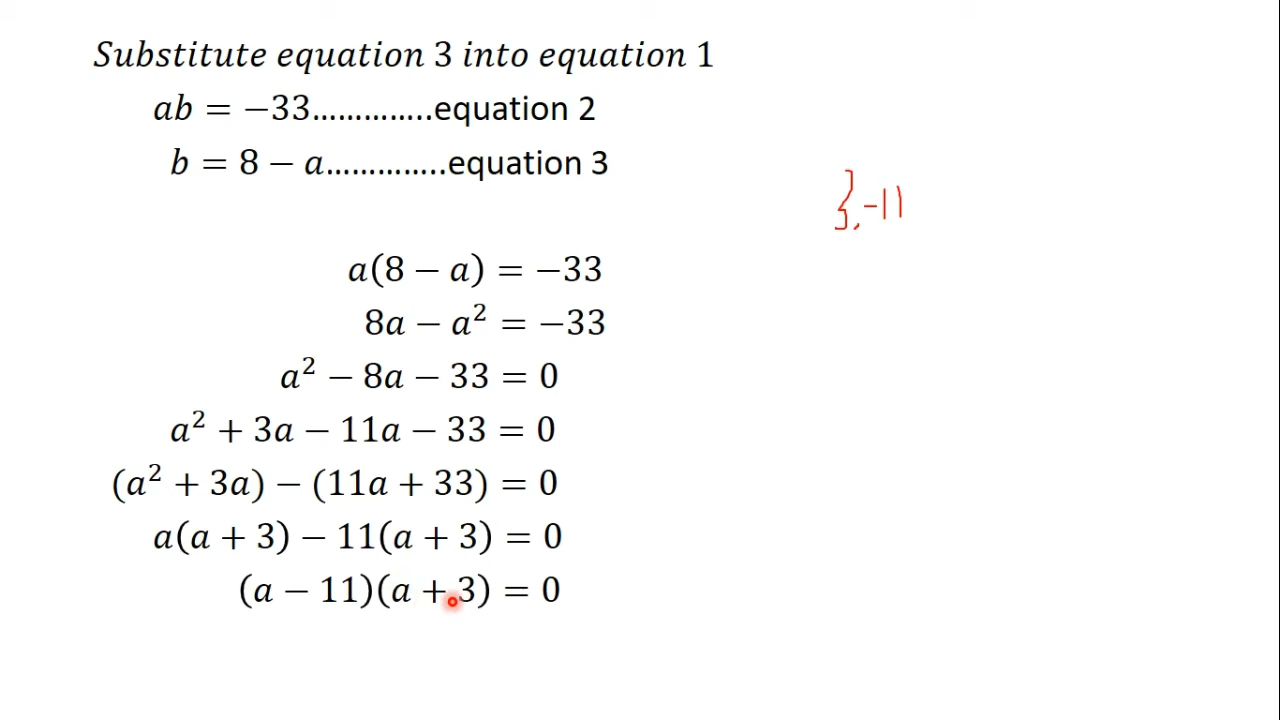 Substitute equation 3 into equation 1
ab = −33..............equation 2
b = 8 − a..............equation 3
3, -11
a(8 − a) = −33
8a − a² = −33
a² − 8a − 33 = 0
a² + 3a − 11a − 33 = 0
(a² + 3a) − (11a + 33) = 0
a(a + 3) − 11(a + 3) = 0
(a − 11)(a + 3) = 0